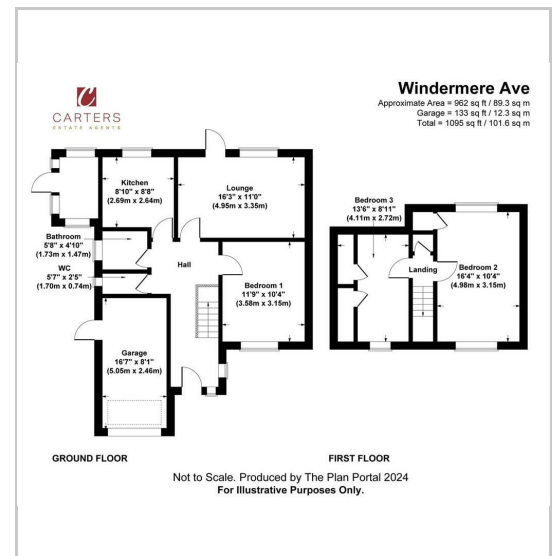 CARTERS
ESTATE AGENTS
Windermere Ave
Approximate Area = 962 sq ft / 89.3 sq m
Garage = 133 sq ft / 12.3 sq m
Total = 1095 sq ft / 101.6 sq m
Kitchen
8'10" x 8'8"
(2.69m x 2.64m)
Lounge
16'3" x 11'0"
(4.95m x 3.35m)
Bathroom
5'8" x 4'10"
(1.73m x 1.47m)
WC
5'7" x 2'5"
(1.70m x 0.74m)
Hall
Bedroom 1
11'9" x 10'4"
(3.58m x 3.15m)
Garage
16'7" x 8'1"
(5.05m x 2.46m)
Bedroom 3
13'6" x 8'11"
(4.11m x 2.72m)
Landing
Bedroom 2
16'4" x 10'4"
(4.98m x 3.15m)
GROUND FLOOR
FIRST FLOOR
Not to Scale. Produced by The Plan Portal 2024
For Illustrative Purposes Only.